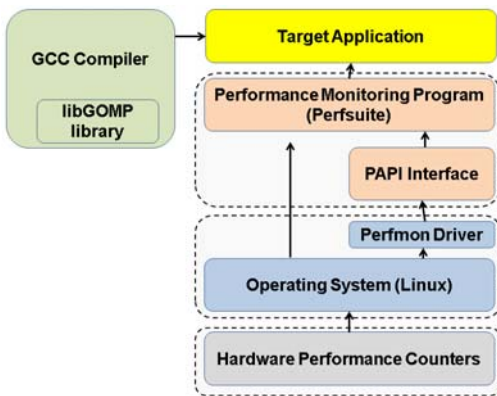 GCC Compiler
libGOMP
library
Target Application
Performance Monitoring Program
(Perfsuite)
PAPI Interface
Perfmon Driver
Operating System (Linux)
Hardware Performance Counters